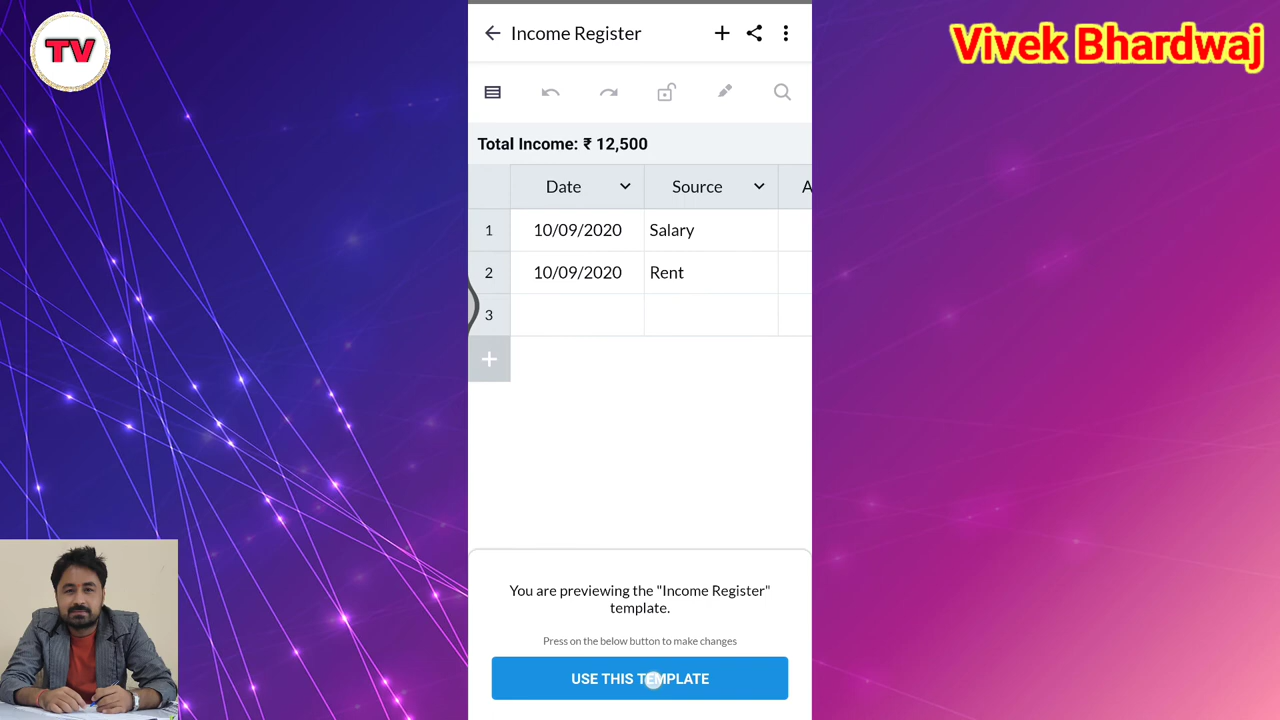 TV
Vivek Bhardwaj
Income Register
Total Income: ₹ 12,500
Date Source A
1 10/09/2020 Salary
2 10/09/2020 Rent
3
You are previewing the "Income Register"
template.
Press on the below button to make changes
USE THIS TEMPLATE